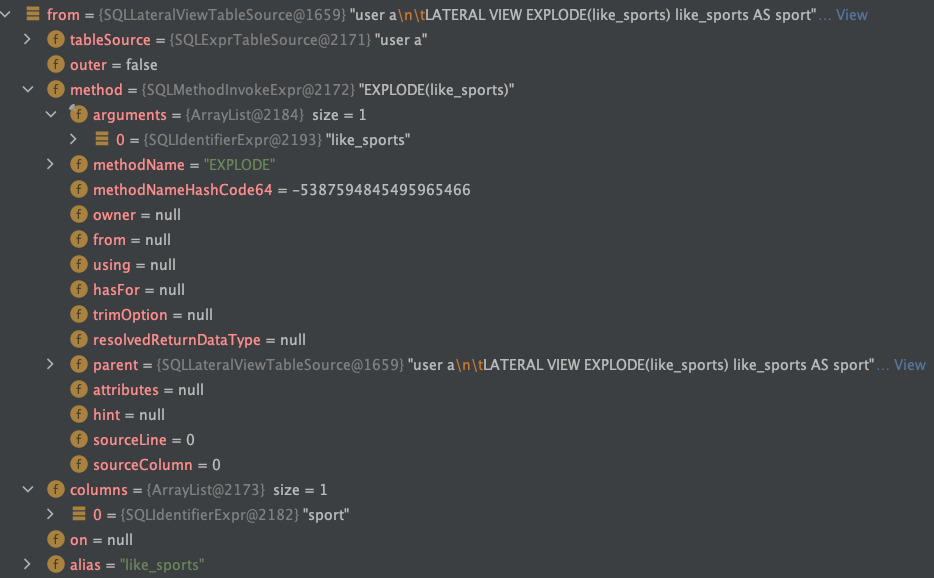 from = {SQLLateralViewTableSource@1659} "user a\n\tLATERAL VIEW EXPLODE(like_sports) like_sports AS sport"... View
f tableSource = {SQLExprTableSource@2171} "user a"
f outer = false
f method = {SQLMethodInvokeExpr@2172} "EXPLODE(like_sports)"
f arguments = {ArrayList@2184} size = 1
0 = {SQLIdentifierExpr@2193} "like_sports"
f methodName = "EXPLODE"
f methodNameHashCode64 = -5387594845495965466
f owner = null
f from = null
f using = null
f hasFor = null
f trimOption = null
f resolvedReturnDataType = null
f parent = {SQLLateralViewTableSource@1659} "user a\n\tLATERAL VIEW EXPLODE(like_sports) like_sports AS sport"... View
f attributes = null
f hint = null
f sourceLine = 0
f sourceColumn = 0
f columns = {ArrayList@2173} size = 1
0 = {SQLIdentifierExpr@2182} "sport"
f on = null
f alias = "like_sports"